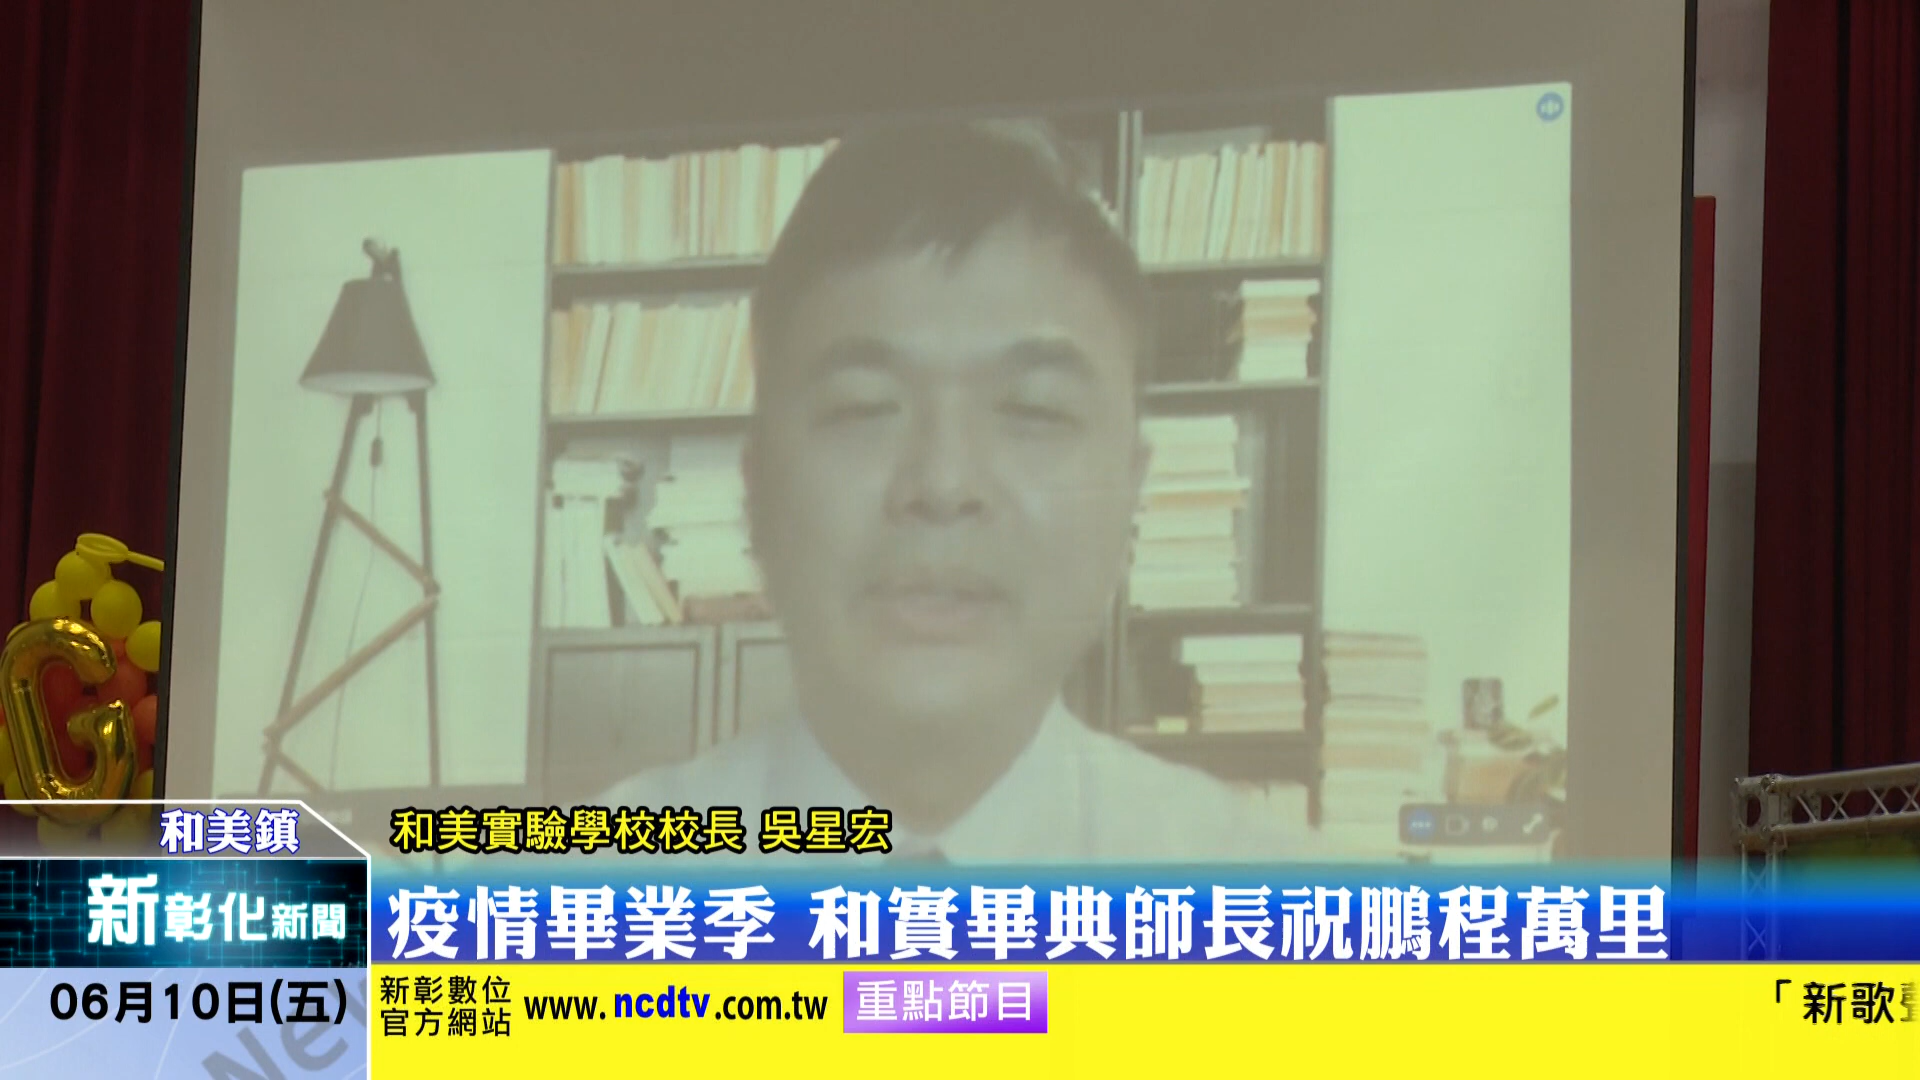 和美實驗學校校長 吳星宏
和美鎮
新彰化新聞
疫情畢業季 和實畢典師長祝鵬程萬里
06月10日(五)
新彰數位
官方網站
www.ncdtv.com.tw
重點節目
「新歌
G